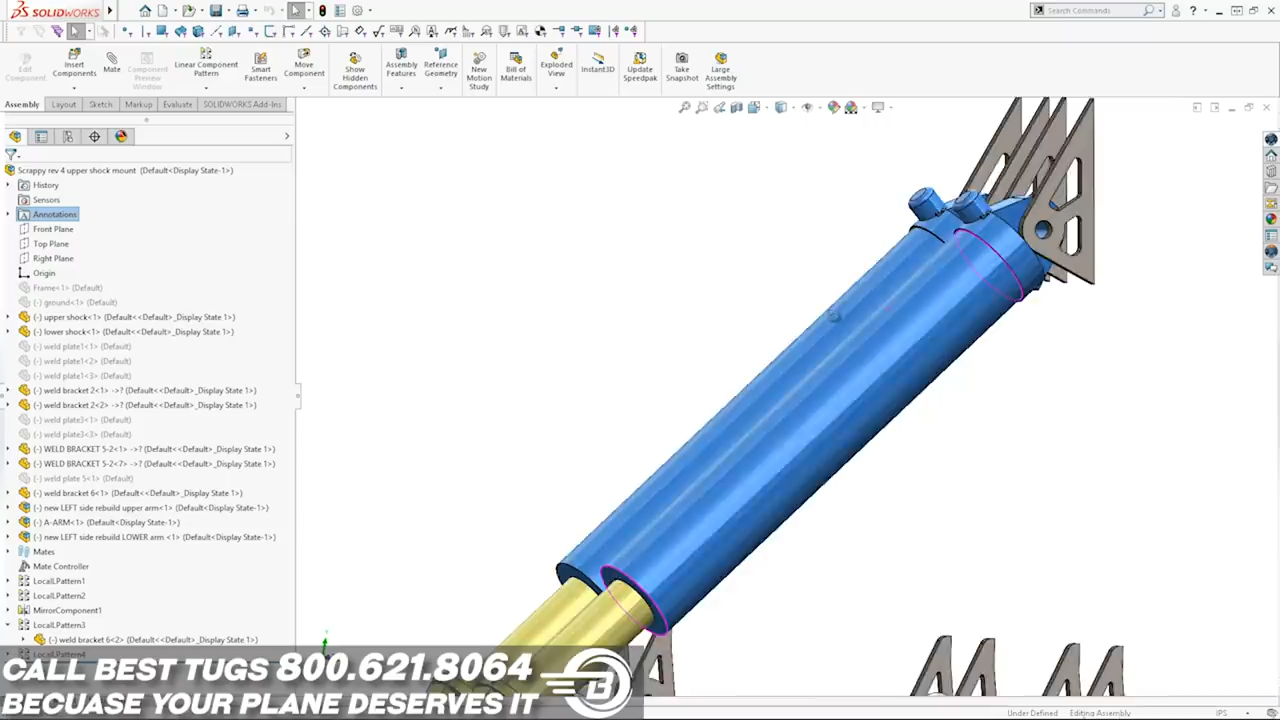 SOLIDWORKS
Search Commands
Edit Component
Insert Components
Mate
Component Preview Window
Linear Component Pattern
Smart Fasteners
Move Component
Show Hidden Components
Assembly Features
Reference Geometry
New Motion Study
Bill of Materials
Exploded View
Instant3D
Update Speedpak
Take Snapshot
Large Assembly Settings
Assembly Layout Sketch Markup Evaluate SOLIDWORKS Add-Ins
Scrappy rev 4 upper shock mount (Default<Display State-1>)
History
Sensors
Annotations
Front Plane
Top Plane
Right Plane
Origin
Frame<1> (Default)
(-) ground<1> (Default)
(-) upper shock<1> (Default<<Default>_Display State 1>)
(-) lower shock<1> (Default<<Default>_Display State 1>)
(-) weld plate1<1> (Default)
(-) weld plate1<2> (Default)
(-) weld plate1<3> (Default)
(-) weld bracket 2<1> ->? (Default<<Default>_Display State 1>)
(-) weld bracket 2<2> ->? (Default<<Default>_Display State 1>)
(-) weld plate3<1> (Default)
(-) weld plate3<3> (Default)
(-) WELD BRACKET 5-2<1> ->? (Default<<Default>_Display State 1>)
(-) WELD BRACKET 5-2<7> ->? (Default<<Default>_Display State 1>)
(-) weld plate 5<1> (Default)
(-) weld bracket 6<1> (Default<<Default>_Display State 1>)
(-) new LEFT side rebuild upper arm<1> (Default<Display State-1>)
(-) A-ARM<1> (Default<Display State-1>)
(-) new LEFT side rebuild LOWER arm <1> (Default<Display State-1>)
Mates
Mate Controller
LocalLPattern1
LocalLPattern2
MirrorComponent1
LocalLPattern3
(-) weld bracket 6<2> (Default<<Default>_Display State 1>)
LocalLPattern4
CALL BEST TUGS 800.621.8064
BECUASE YOUR PLANE DESERVES IT
B
Under Defined Editing Assembly IPS